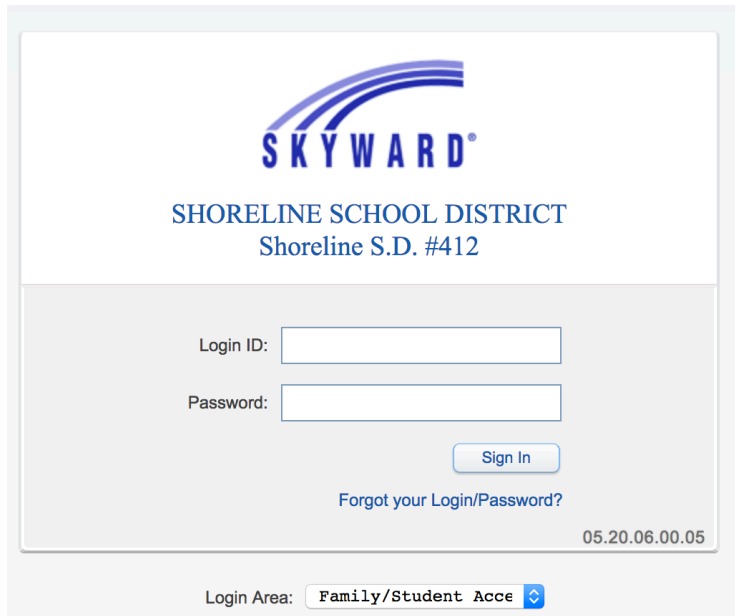 SKYWARD®
SHORELINE SCHOOL DISTRICT
Shoreline S.D. #412
Login ID:
Password:
Sign In
Forgot your Login/Password?
05.20.06.00.05
Login Area: Family/Student Acce